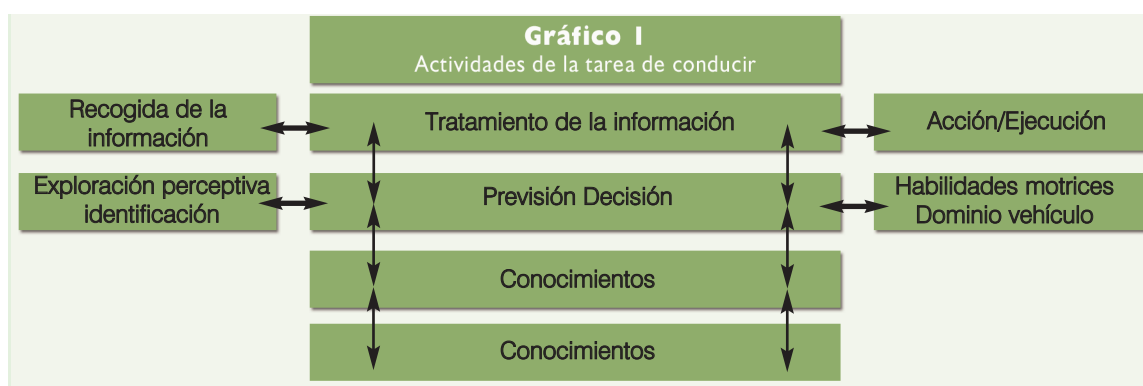 Gráfico 1
Actividades de la tarea de conducir
Recogida de la
información
Tratamiento de la información
Acción/Ejecución
Exploración perceptiva
identificación
Previsión Decisión
Habilidades motrices
Dominio vehículo
Conocimientos
Conocimientos